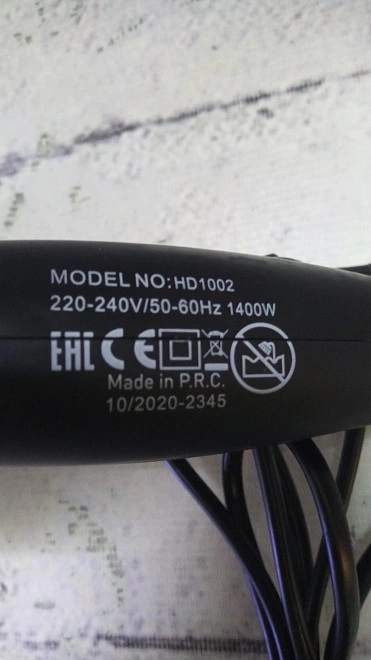 MODEL NO:HD1002
220-240V/50-60Hz 1400W
EAC CE
Made in P.R.C.
10/2020-2345